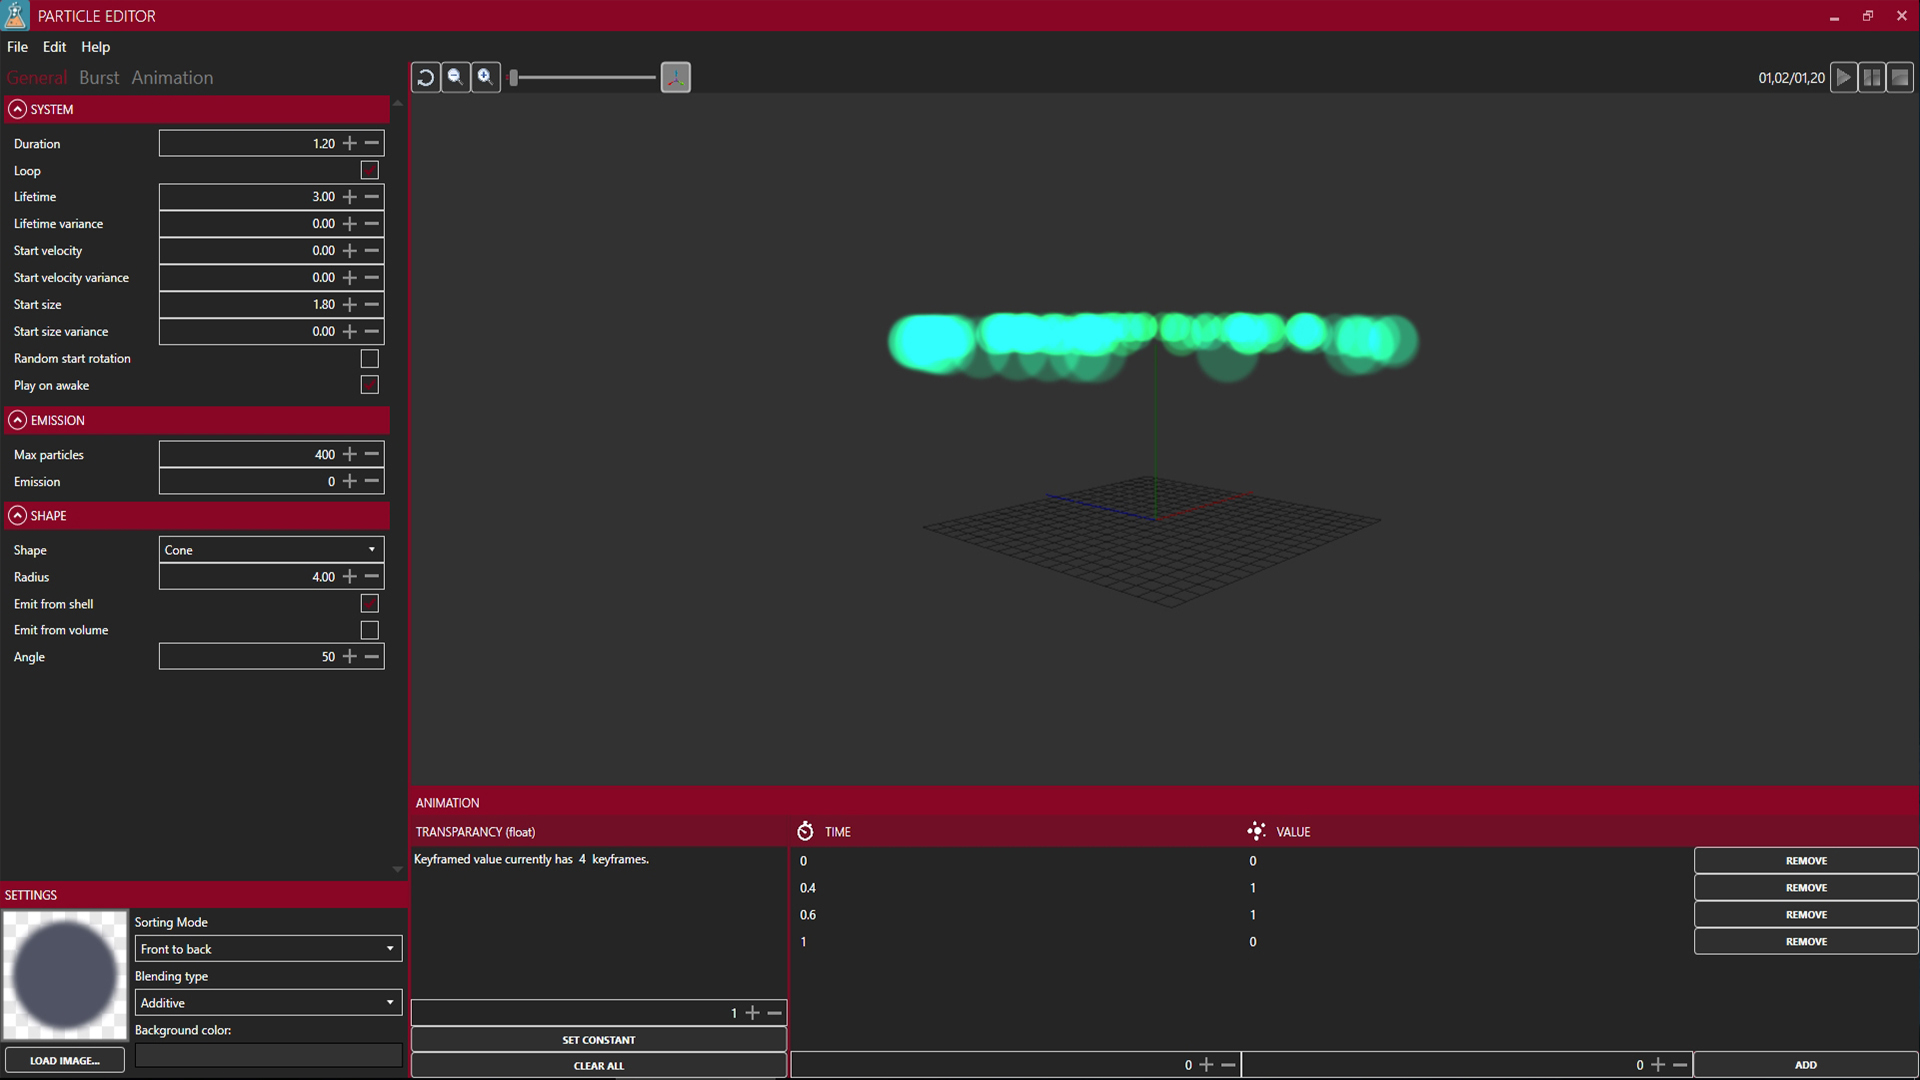 PARTICLE EDITOR
File Edit Help
General Burst Animation
01,02/01,20
SYSTEM
Duration 1.20
Loop
Lifetime 3.00
Lifetime variance 0.00
Start velocity 0.00
Start velocity variance 0.00
Start size 1.80
Start size variance 0.00
Random start rotation
Play on awake
EMISSION
Max particles 400
Emission 0
SHAPE
Shape Cone
Radius 4.00
Emit from shell
Emit from volume
Angle 50
SETTINGS
Sorting Mode
Front to back
Blending type
Additive
Background color:
LOAD IMAGE...
ANIMATION
TRANSPARANCY (float) TIME VALUE
Keyframed value currently has 4 keyframes.
0 0 REMOVE
0.4 1 REMOVE
0.6 1 REMOVE
1 0 REMOVE
1
SET CONSTANT
CLEAR ALL
0 0 ADD